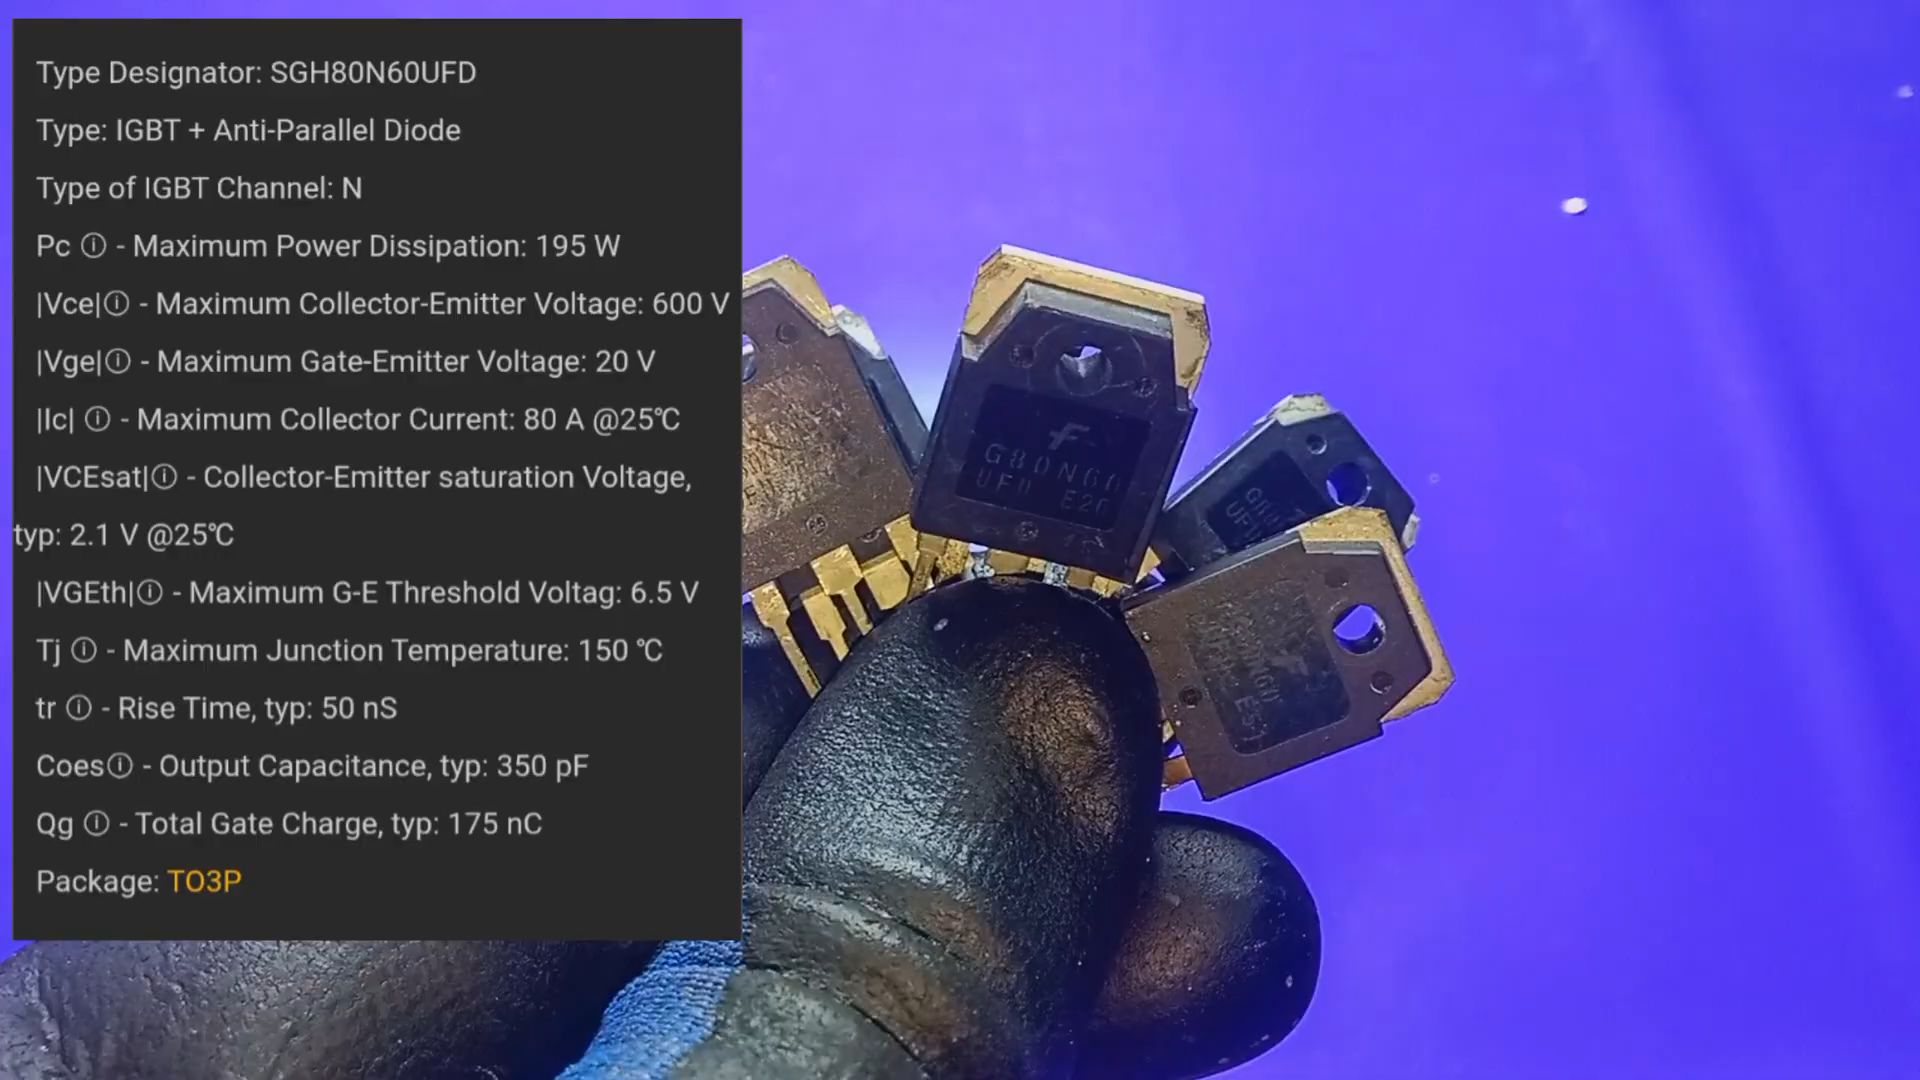 Type Designator: SGH80N60UFD
Type: IGBT + Anti-Parallel Diode
Type of IGBT Channel: N
Pc ⓘ - Maximum Power Dissipation: 195 W
|Vce|ⓘ - Maximum Collector-Emitter Voltage: 600 V
|Vge|ⓘ - Maximum Gate-Emitter Voltage: 20 V
|Ic| ⓘ - Maximum Collector Current: 80 A @25℃
|VCEsat|ⓘ - Collector-Emitter saturation Voltage,
typ: 2.1 V @25℃
|VGEth|ⓘ - Maximum G-E Threshold Voltag: 6.5 V
Tj ⓘ - Maximum Junction Temperature: 150 ℃
tr ⓘ - Rise Time, typ: 50 nS
Coesⓘ - Output Capacitance, typ: 350 pF
Qg ⓘ - Total Gate Charge, typ: 175 nC
Package: TO3P
F
G80N60
UFD E20